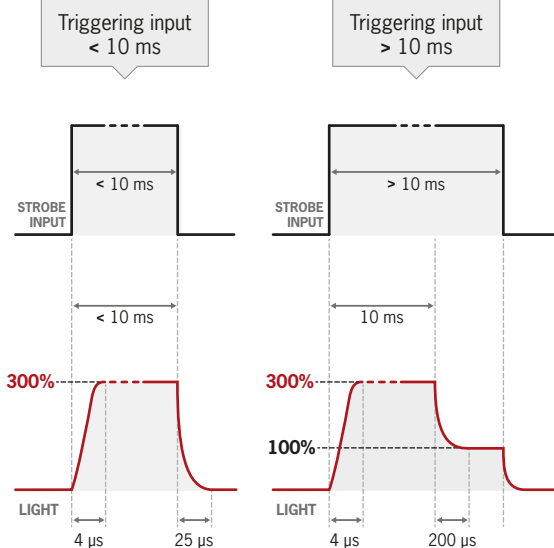 Triggering input
< 10 ms
Triggering input
> 10 ms
< 10 ms
STROBE
INPUT
> 10 ms
STROBE
INPUT
< 10 ms
10 ms
300%
300%
100%
LIGHT
4 µs
25 µs
LIGHT
4 µs
200 µs